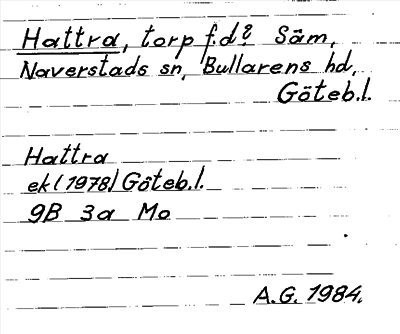 Hattra, torp f.d? Säm,
Naverstads sn, Bullarens hd,
Göteb.l.
Hattra
ek (1978) Göteb.l.
9B 3a Mo
A.G. 1984.